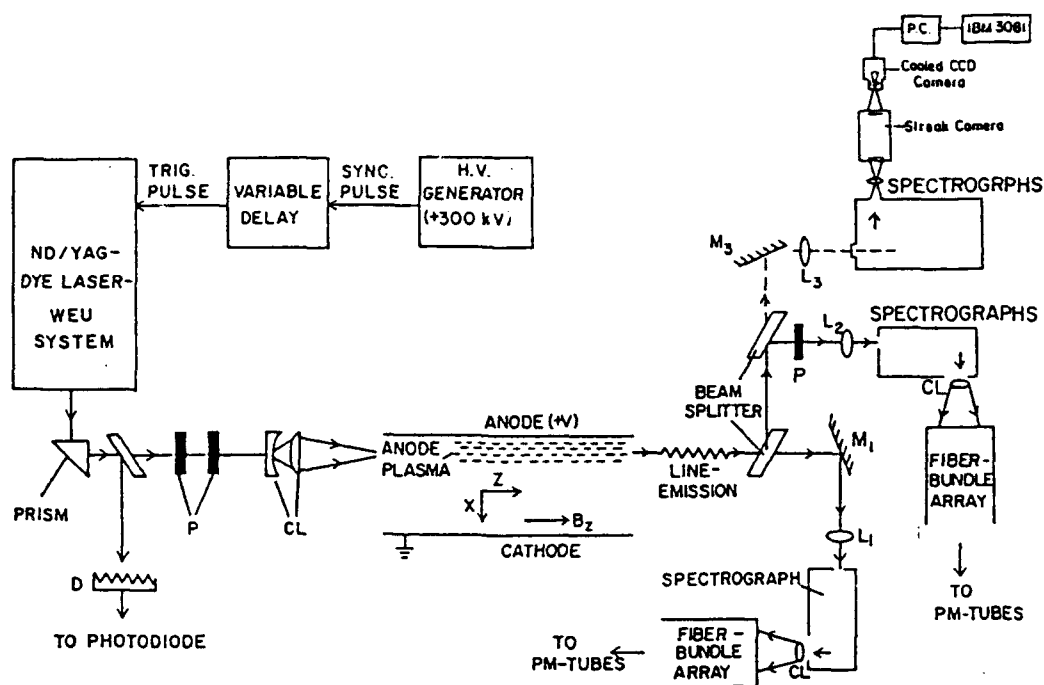 P.C.
IBM 3081
Cooled CCD
Camera
Streak Camera
SPECTROGRPHS
TRIG.
PULSE
VARIABLE
DELAY
SYNC.
PULSE
H.V.
GENERATOR
(+300 kV)
ND/YAG-
DYE LASER-
WEU
SYSTEM
M3
L3
SPECTROGRAPHS
L2
P
CL
BEAM
SPLITTER
FIBER-
BUNDLE
ARRAY
TO
PM-TUBES
PRISM
P
CL
ANODE (+V)
ANODE
PLASMA
Z
X
Bz
CATHODE
LINE-
EMISSION
M1
L1
D
TO PHOTODIODE
SPECTROGRAPH
TO
PM-TUBES
FIBER-
BUNDLE
ARRAY
CL